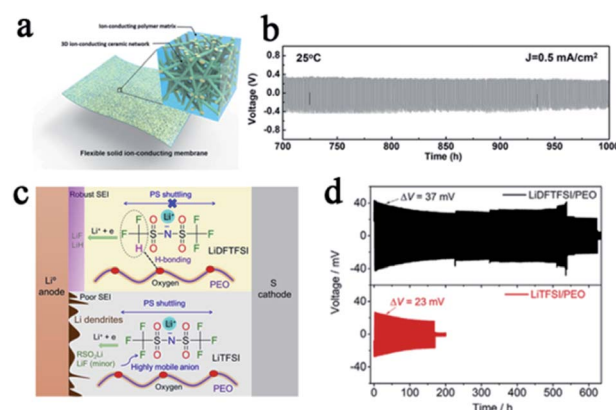 a
Ion-conducting polymer matrix
3D ion-conducting ceramic network
Flexible solid ion-conducting membrane
b
25°C
J=0.5 mA/cm²
Voltage (V)
0.8
0.4
0.0
-0.4
-0.8
700 750 800 850 900 950 1000
Time (h)
c
Robust SEI
PS shuttling
Li⁺
LiF
LiH
Li⁺ + e
F
F
H
O O
S N S
O O
F
F
F
LiDFTFSI
H-bonding
Oxygen
PEO
Li⁰
anode
S
cathode
Poor SEI
PS shuttling
Li dendrites
Li⁺
Li⁺ + e
F
F
F
O O
S N S
O O
F
F
F
LiTFSI
RSO₂Li
LiF (minor)
Highly mobile anion
Oxygen
PEO
d
ΔV = 37 mV
LiDFTFSI/PEO
40
0
-40
Voltage / mV
ΔV = 23 mV
LiTFSI/PEO
40
0
-40
0 100 200 300 400 500 600
Time / h